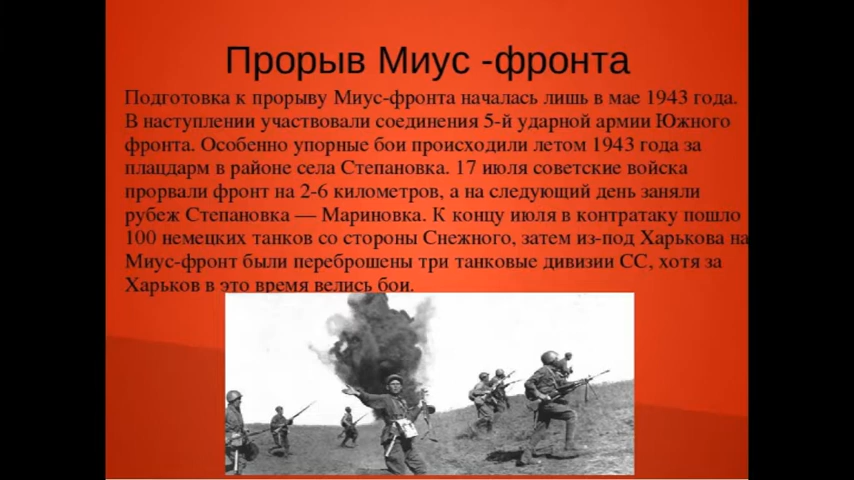 Прорыв Миус -фронта
Подготовка к прорыву Миус-фронта началась лишь в мае 1943 года.
В наступлении участвовали соединения 5-й ударной армии Южного
фронта. Особенно упорные бои происходили летом 1943 года за
плацдарм в районе села Степановка. 17 июля советские войска
прорвали фронт на 2-6 километров, а на следующий день заняли
рубеж Степановка — Мариновка. К концу июля в контратаку пошло
100 немецких танков со стороны Снежного, затем из-под Харькова на
Миус-фронт были переброшены три танковые дивизии СС, хотя за
Харьков в это время велись бои.